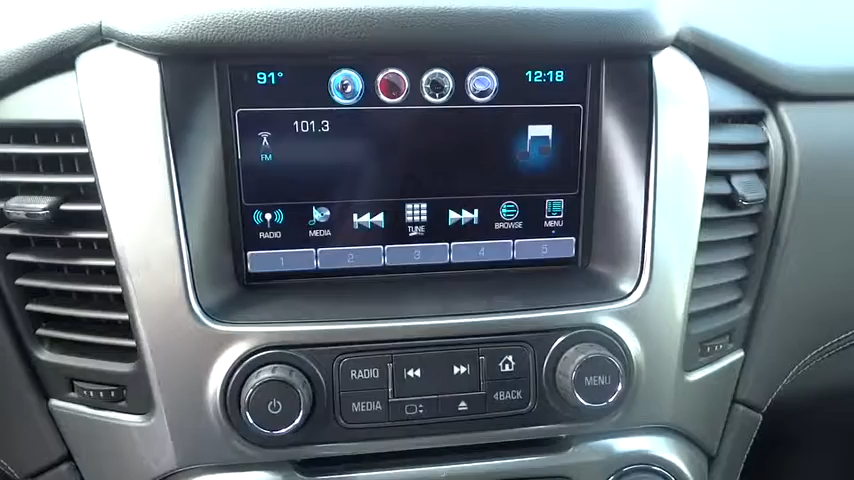 91° 12:18
101.3
FM
RADIO MEDIA TUNE BROWSE MENU
1 2 3 4 5
RADIO
MENU
BACK
MEDIA